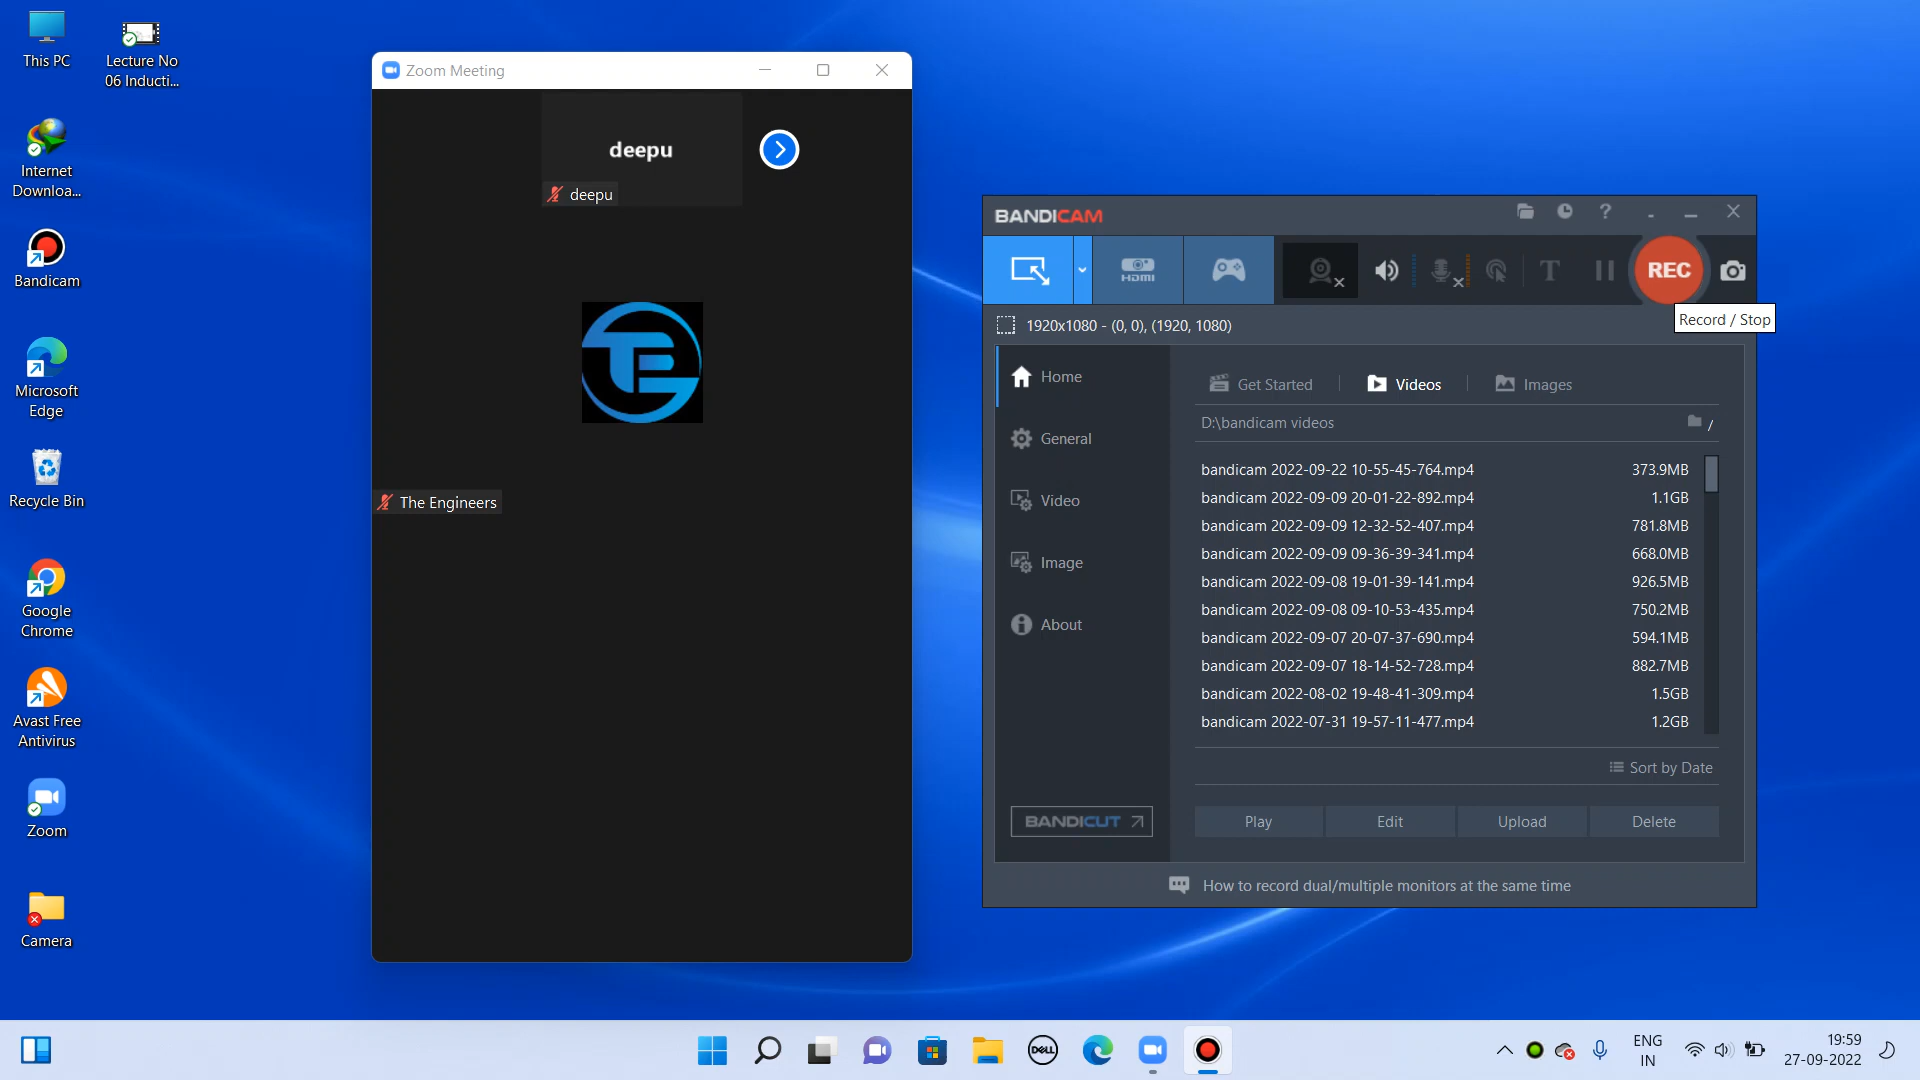 This PC
Lecture No
06 Inducti...
Internet
Downloa...
Bandicam
Microsoft
Edge
Recycle Bin
Google
Chrome
Avast Free
Antivirus
Zoom
Camera
Zoom Meeting
deepu
deepu
TE
The Engineers
BANDICAM
?
HDMI
T
REC
Record / Stop
1920x1080 - (0, 0), (1920, 1080)
Home
General
Video
Image
About
BANDICUT
Get Started
Videos
Images
D:\bandicam videos
/
bandicam 2022-09-22 10-55-45-764.mp4 373.9MB
bandicam 2022-09-09 20-01-22-892.mp4 1.1GB
bandicam 2022-09-09 12-32-52-407.mp4 781.8MB
bandicam 2022-09-09 09-36-39-341.mp4 668.0MB
bandicam 2022-09-08 19-01-39-141.mp4 926.5MB
bandicam 2022-09-08 09-10-53-435.mp4 750.2MB
bandicam 2022-09-07 20-07-37-690.mp4 594.1MB
bandicam 2022-09-07 18-14-52-728.mp4 882.7MB
bandicam 2022-08-02 19-48-41-309.mp4 1.5GB
bandicam 2022-07-31 19-57-11-477.mp4 1.2GB
Sort by Date
Play Edit Upload Delete
How to record dual/multiple monitors at the same time
DELL
ENG
IN
19:59
27-09-2022